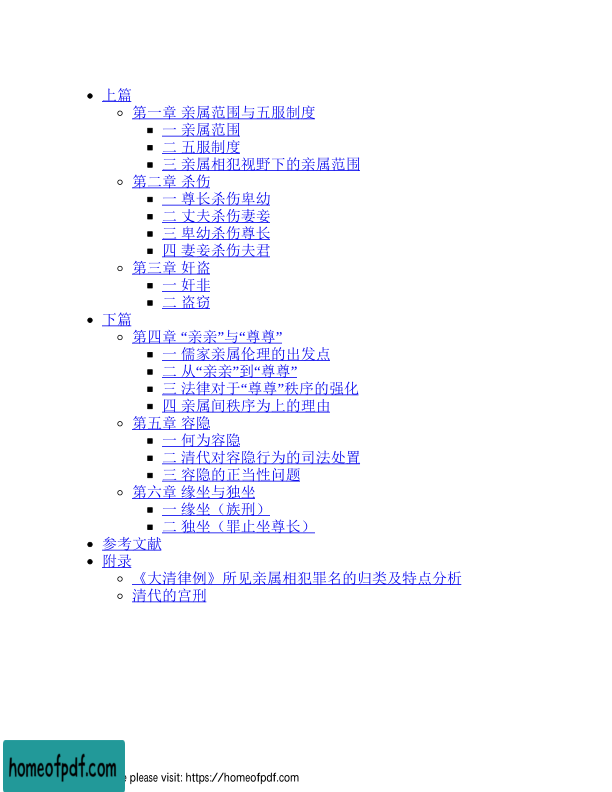 上篇
第一章 亲属范围与五服制度
一 亲属范围
二 五服制度
三 亲属相犯视野下的亲属范围
第二章 杀伤
一 尊长杀伤卑幼
二 丈夫杀伤妻妾
三 卑幼杀伤尊长
四 妻妾杀伤夫君
第三章 奸盗
一 奸非
二 盗窃
下篇
第四章 “亲亲”与“尊尊”
一 儒家亲属伦理的出发点
二 从“亲亲”到“尊尊”
三 法律对于“尊尊”秩序的强化
四 亲属间秩序为上的理由
第五章 容隐
一 何为容隐
二 清代对容隐行为的司法处置
三 容隐的正当性问题
第六章 缘坐与独坐
一 缘坐（族刑）
二 独坐（罪止坐尊长）
参考文献
附录
《大清律例》所见亲属相犯罪名的归类及特点分析
清代的宫刑
homeofpdf.com
e please visit: https://homeofpdf.com